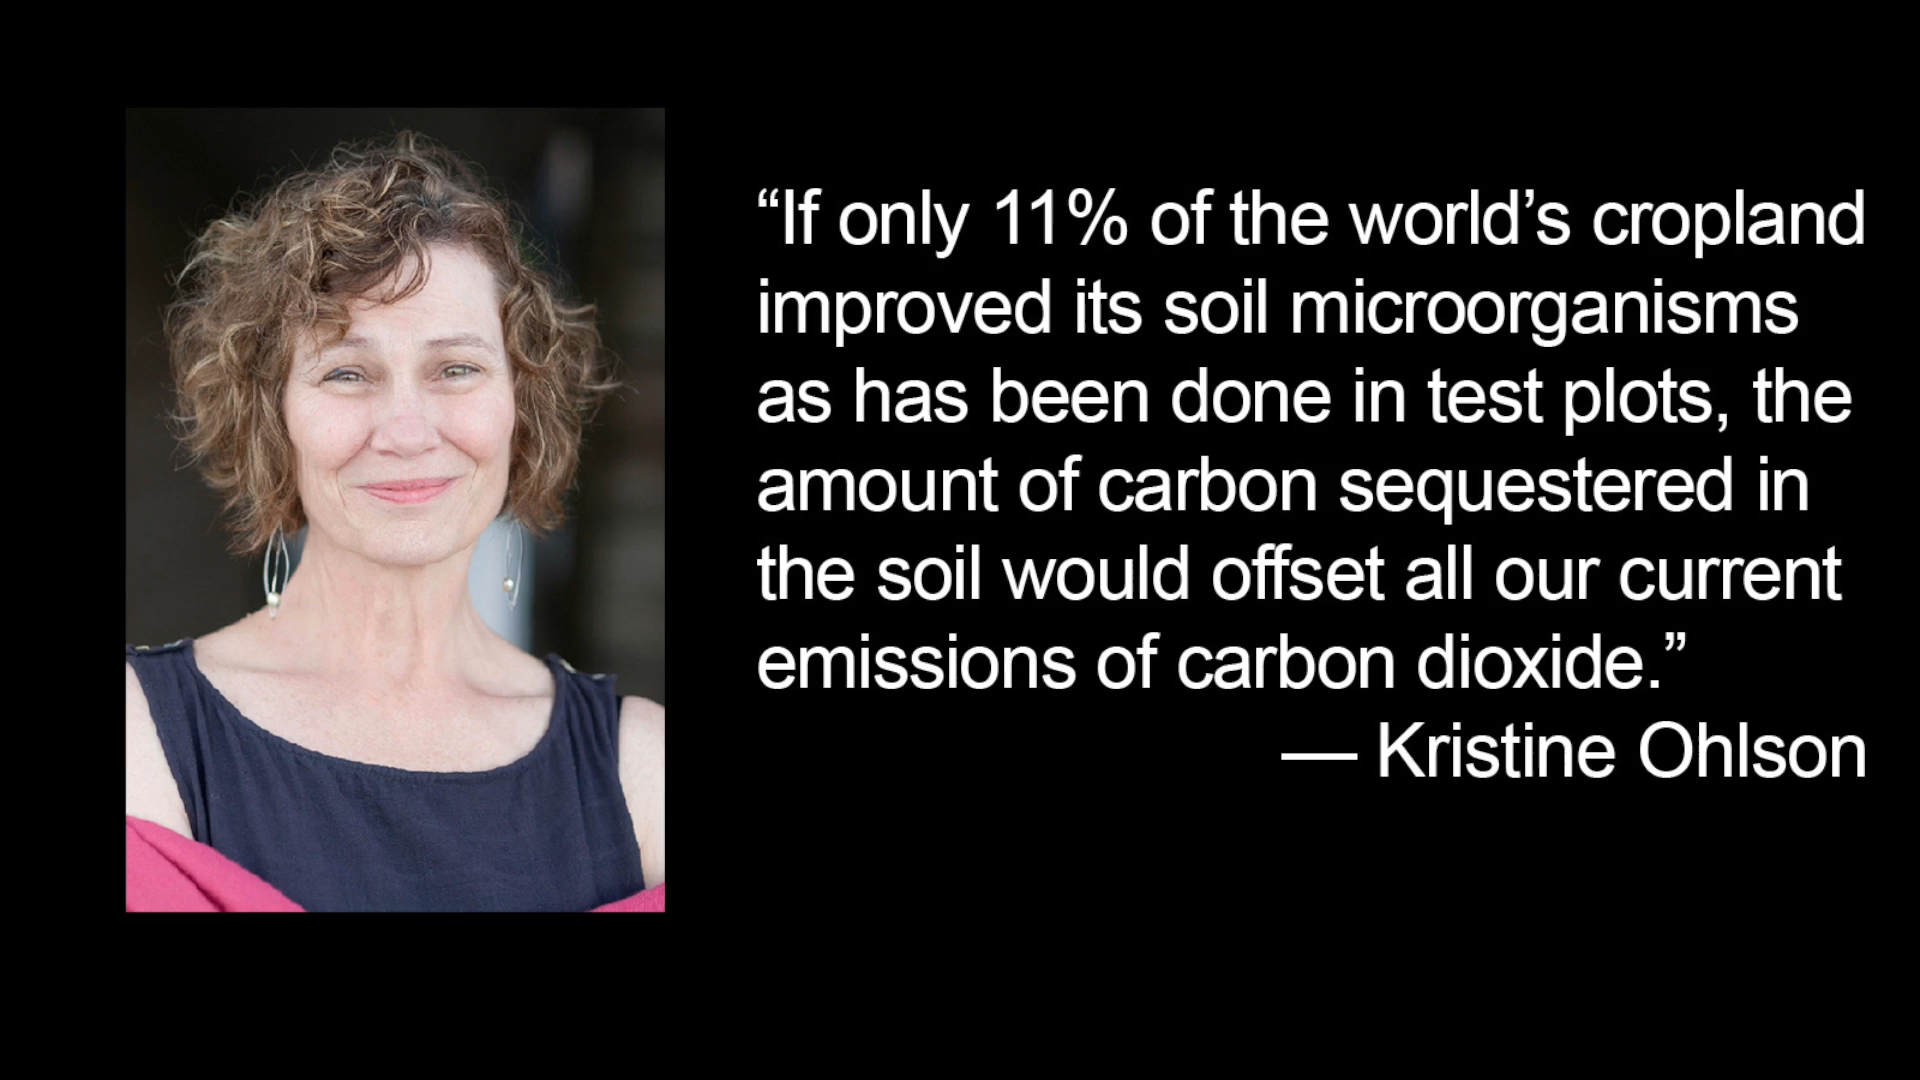 “If only 11% of the world’s cropland
improved its soil microorganisms
as has been done in test plots, the
amount of carbon sequestered in
the soil would offset all our current
emissions of carbon dioxide.”
— Kristine Ohlson